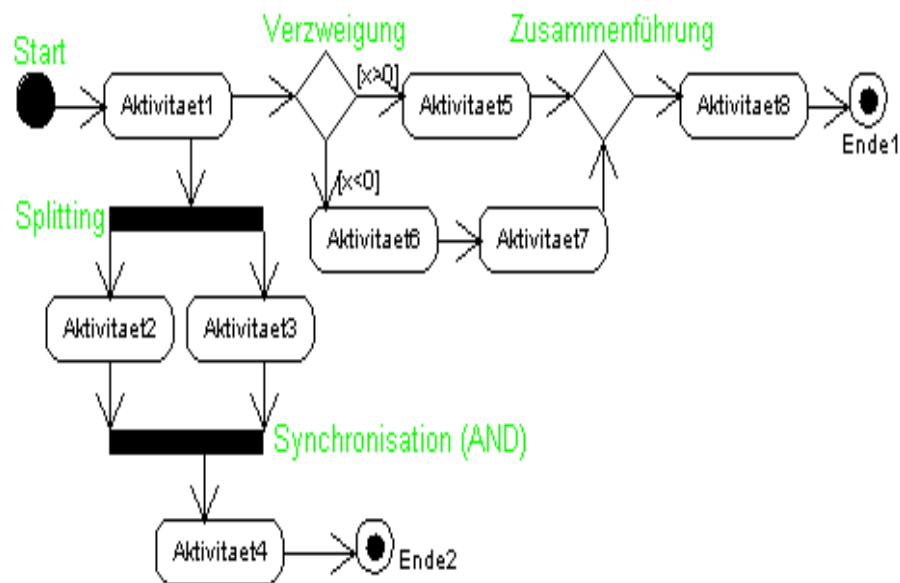 Verzweigung
Zusammenführung
Start
[x>0]
Aktivitaet1
Aktivitaet5
Aktivitaet8
Ende1
[x<0]
Splitting
Aktivitaet6
Aktivitaet7
Aktivitaet2
Aktivitaet3
Synchronisation (AND)
Aktivitaet4
Ende2